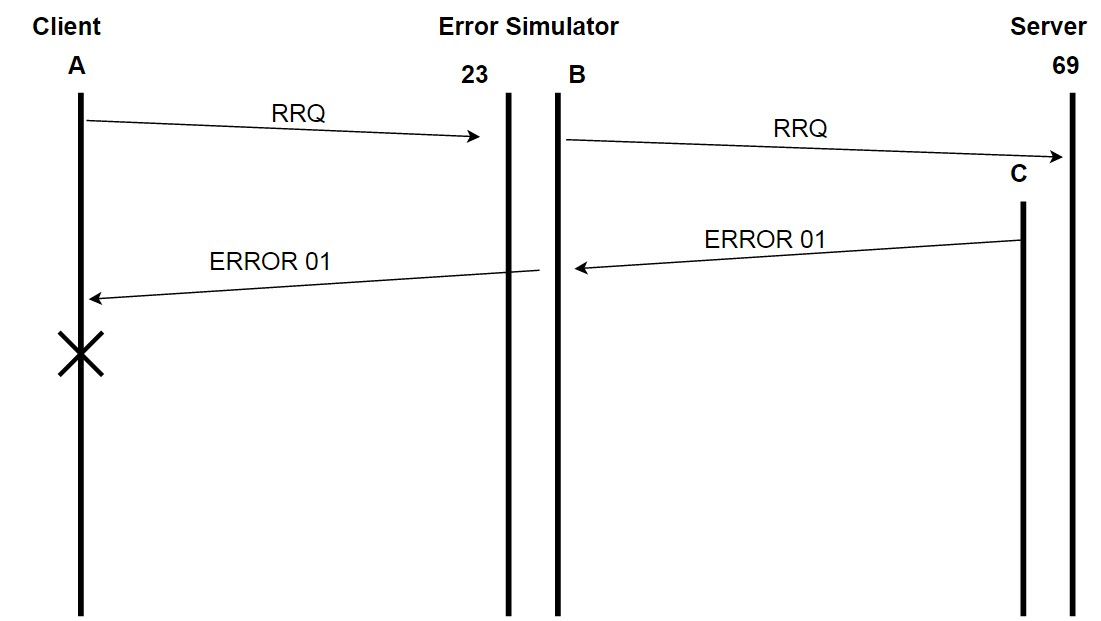 Client
Error Simulator
Server
A
23
B
69
RRQ
RRQ
C
ERROR 01
ERROR 01